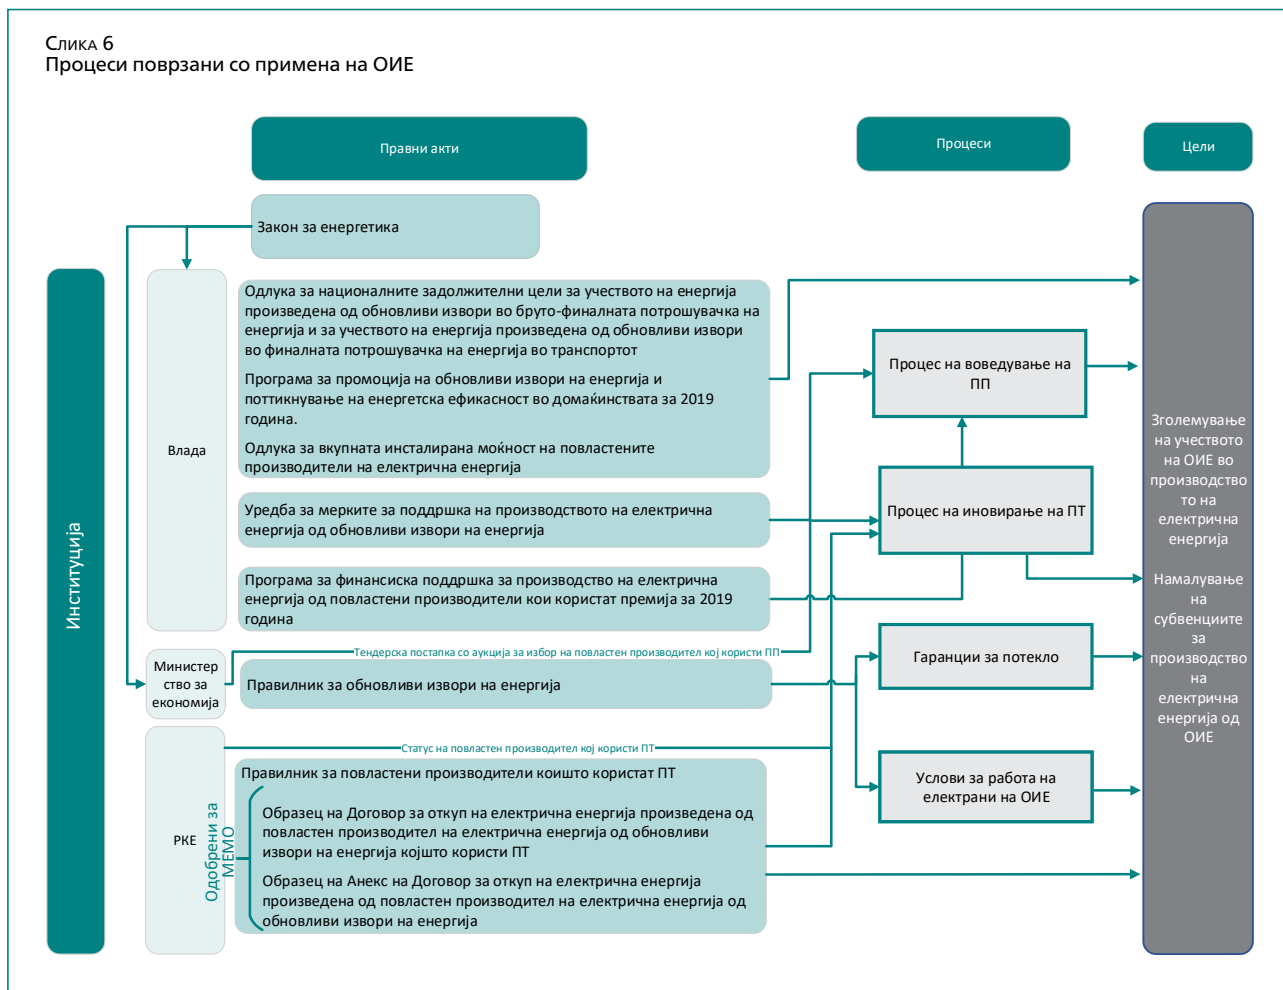 Слика 6
Процеси поврзани со примена на ОИЕ
Правни акти
Процеси
Цели
Закон за енергетика
Институција
Влада
Одлука за националните задолжителни цели за учеството на енергија
произведена од обновливи извори во бруто-финалната потрошувачка на
енергија и за учеството на енергија произведена од обновливи извори
во финалната потрошувачка на енергија во транспортот
Програма за промоција на обновливи извори на енергија и
поттикнување на енергетска ефикасност во домаќинствата за 2019
година.
Одлука за вкупната инсталирана моќност на повластените
производители на електрична енергија
Уредба за мерките за поддршка на производството на електрична
енергија од обновливи извори на енергија
Програма за финансиска поддршка за производство на електрична
енергија од повластени производители кои користат премија за 2019
година
Министер
ство за
економија
Тендерска постапка со аукција за избор на повластен производител кој користи ПП
Правилник за обновливи извори на енергија
РКЕ
Статус на повластен производител кој користи ПТ
Правилник за повластени производители коишто користат ПТ
Одобрени за
МЕМО
Образец на Договор за откуп на електрична енергија произведена од
повластен производител на електрична енергија од обновливи
извори на енергија којшто користи ПТ
Образец на Анекс на Договор за откуп на електрична енергија
произведена од повластен производител на електрична енергија од
обновливи извори на енергија
Процес на воведување на
ПП
Процес на иновирање на ПТ
Гаранции за потекло
Услови за работа на
електрани на ОИЕ
Зголемување
на учеството
на ОИЕ во
производство
то на
електрична
енергија
Намалување
на
субвенциите
за
производство
на
електрична
енергија од
ОИЕ